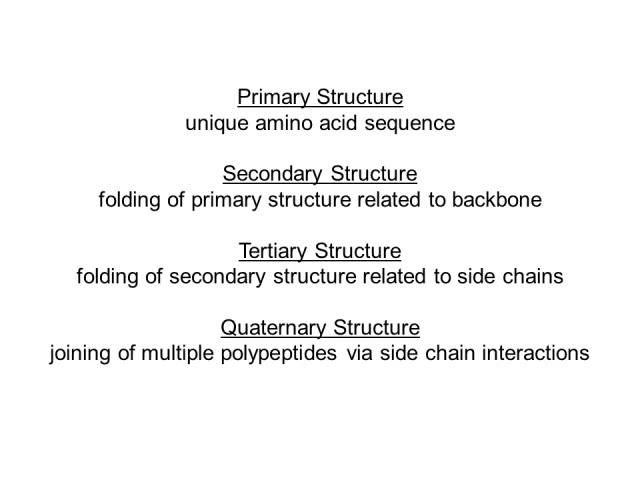 Primary Structure
unique amino acid sequence
Secondary Structure
folding of primary structure related to backbone
Tertiary Structure
folding of secondary structure related to side chains
Quaternary Structure
joining of multiple polypeptides via side chain interactions